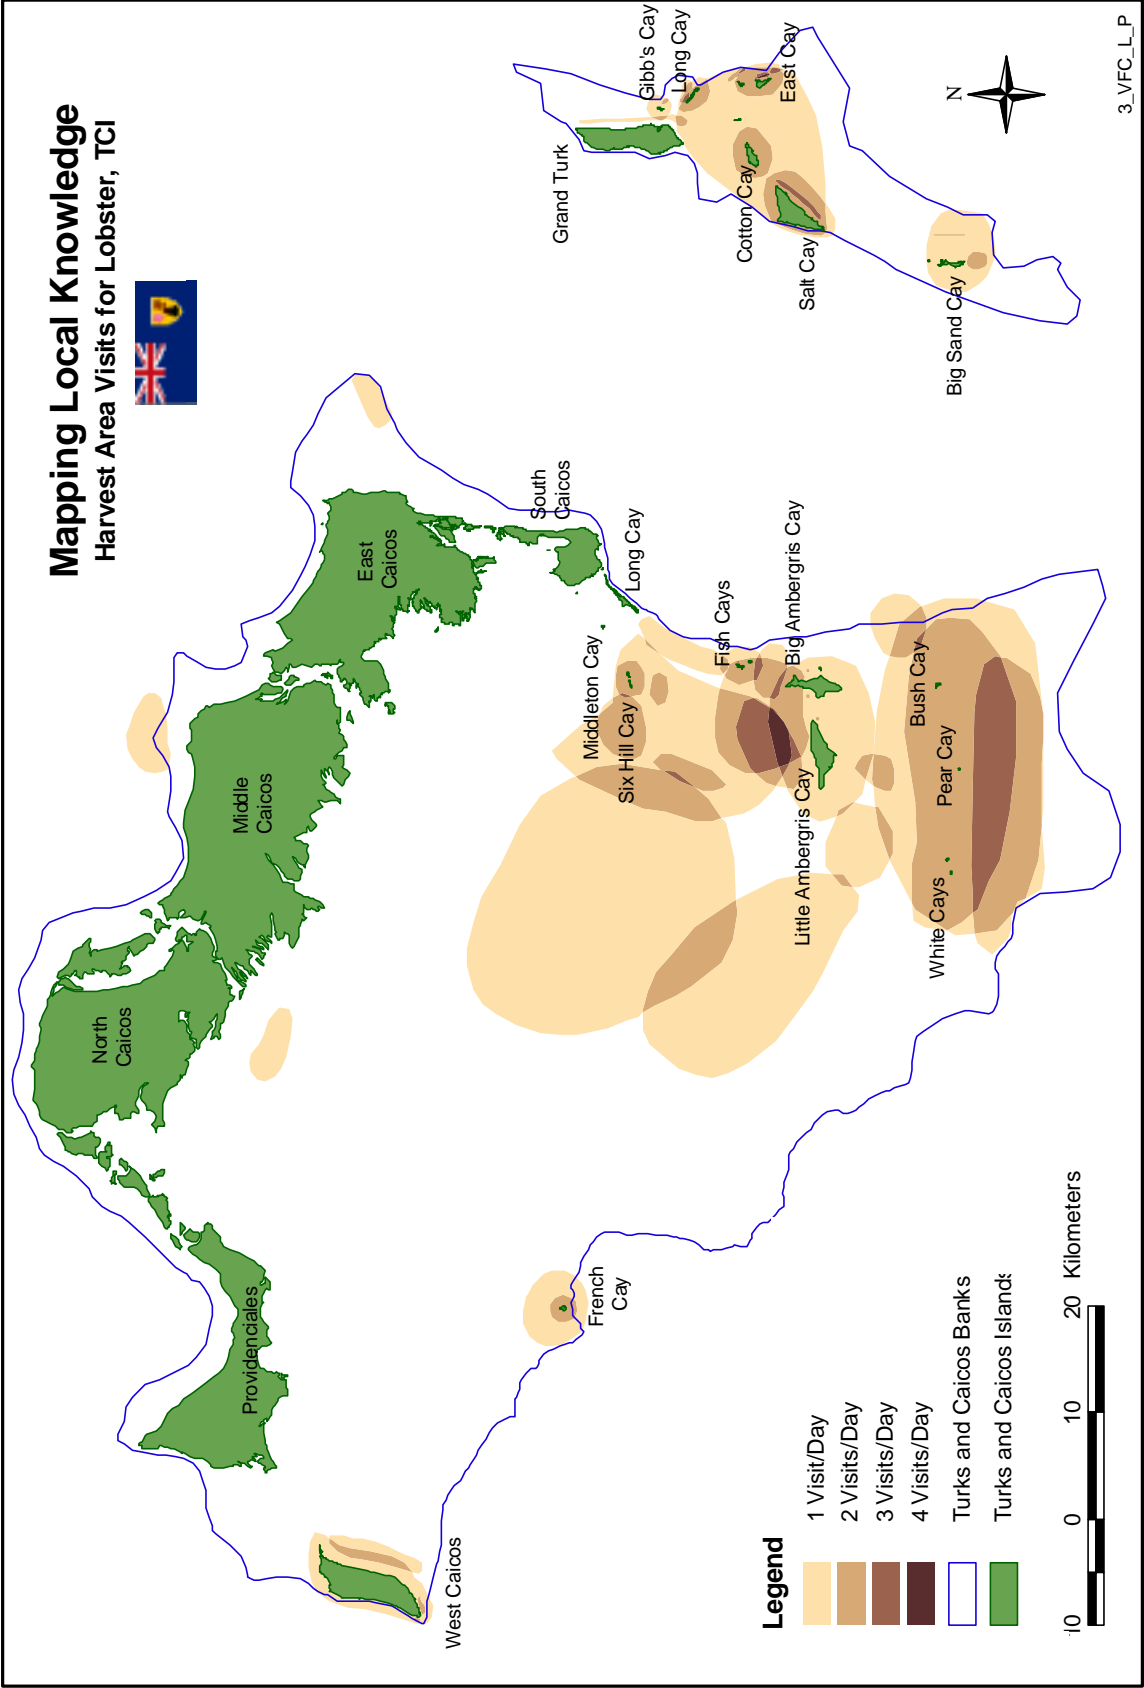 Mapping Local Knowledge
Harvest Area Visits for Lobster, TCI
North
Caicos
Middle
Caicos
East
Caicos
South
Caicos
Providenciales
West Caicos
French
Cay
Long Cay
Middleton Cay
Six Hill Cay
Fish Cays
Big Ambergris Cay
Little Ambergris Cay
Bush Cay
Pear Cay
White Cays
Grand Turk
Gibb's Cay
Long Cay
East Cay
Cotton Cay
Salt Cay
Big Sand Cay
N
Legend
1 Visit/Day
2 Visits/Day
3 Visits/Day
4 Visits/Day
Turks and Caicos Banks
Turks and Caicos Islands
10 0 10 20 Kilometers
3_VFC_L_P